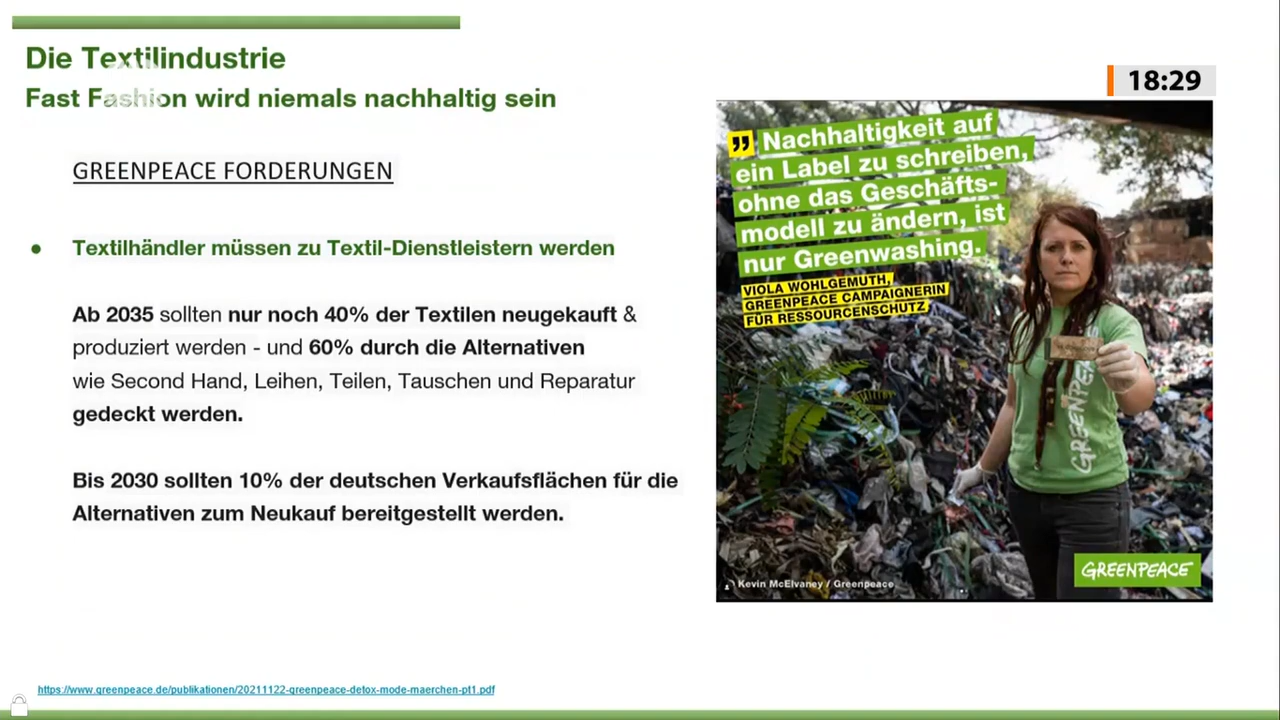 Die Textilindustrie
Fast Fashion wird niemals nachhaltig sein
18:29
GREENPEACE FORDERUNGEN
• Textilhändler müssen zu Textil-Dienstleistern werden
Ab 2035 sollten nur noch 40% der Textilen neugekauft &
produziert werden - und 60% durch die Alternativen
wie Second Hand, Leihen, Teilen, Tauschen und Reparatur
gedeckt werden.
Bis 2030 sollten 10% der deutschen Verkaufsflächen für die
Alternativen zum Neukauf bereitgestellt werden.
„ Nachhaltigkeit auf
ein Label zu schreiben,
ohne das Geschäfts-
modell zu ändern, ist
nur Greenwashing.
VIOLA WOHLGEMUTH,
GREENPEACE CAMPAIGNERIN
FÜR RESSOURCENSCHUTZ
GREENPEACE
Kevin McElvaney / Greenpeace
GREENPEACE
https://www.greenpeace.de/publikationen/20211122-greenpeace-detox-mode-maerchen-pt1.pdf